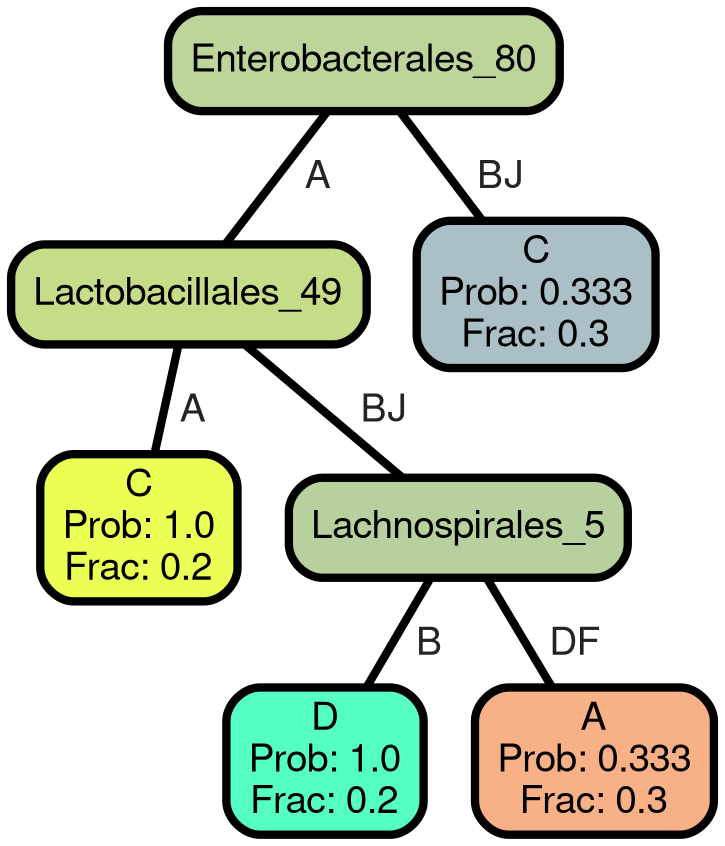 Enterobacterales_80
A
BJ
Lactobacillales_49
C
Prob: 0.333
Frac: 0.3
A
BJ
C
Prob: 1.0
Frac: 0.2
Lachnospirales_5
B
DF
D
Prob: 1.0
Frac: 0.2
A
Prob: 0.333
Frac: 0.3